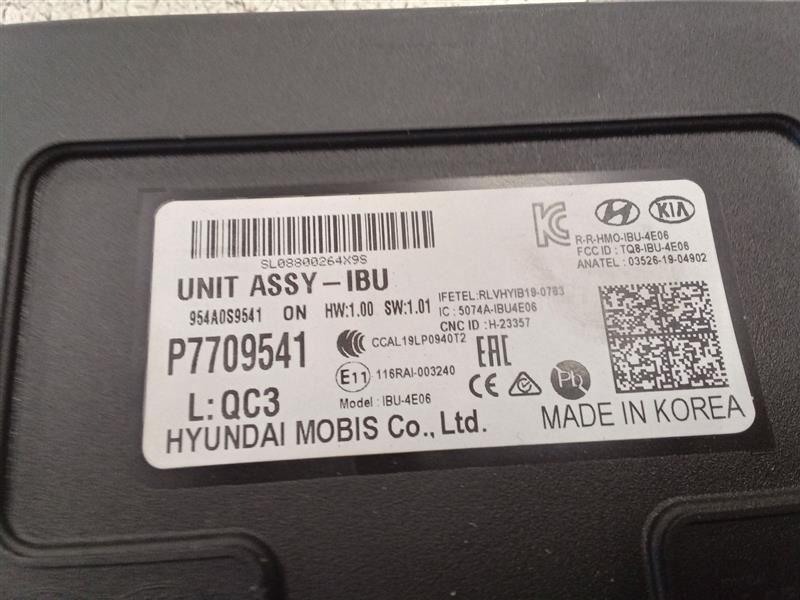 SL08800264X9S
UNIT ASSY-IBU
954A0S9541 ON HW:1.00 SW:1.01
P7709541
L:QC3
HYUNDAI MOBIS Co., Ltd.
CCAL19LP0940T2
E11 116RAI-003240
Model : IBU-4E06
KC
KIA
R-R-HMO-IBU-4E06
FCC ID : TQ8-IBU-4E06
ANATEL : 03526-19-04902
IFETEL:RLVHYIB19-0783
IC : 5074A-IBU4E06
CNC ID : H-23357
EAC
CE
Pb
MADE IN KOREA